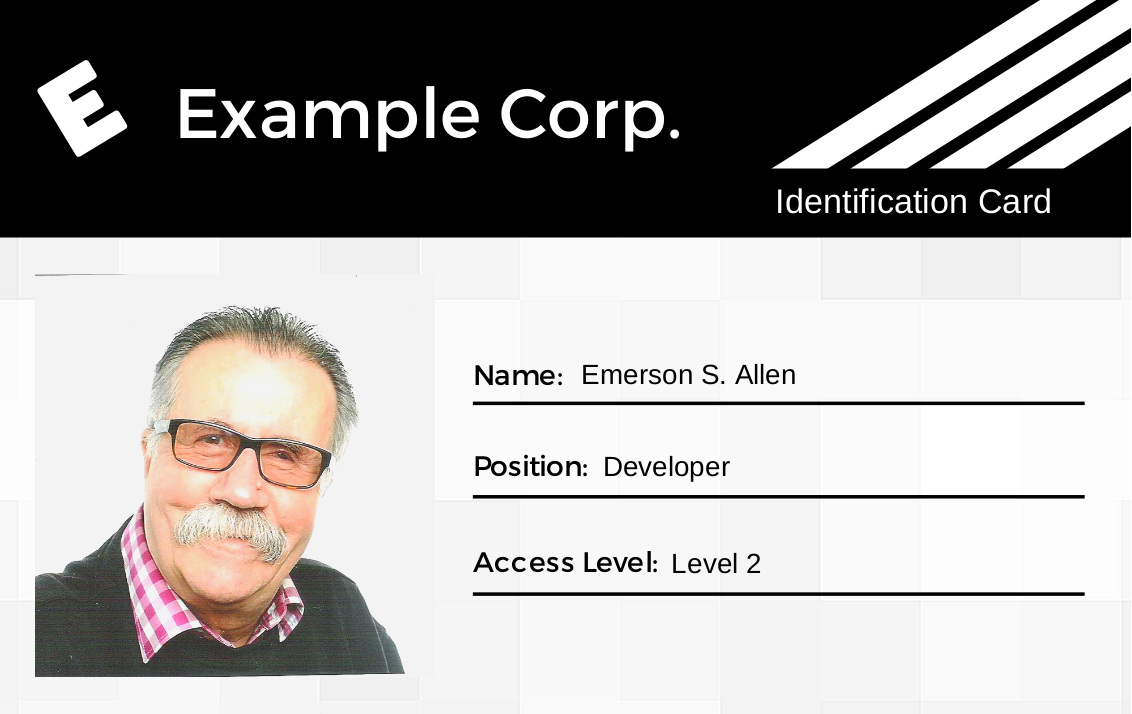 E
Example Corp.
Identification Card
Name: Emerson S. Allen
Position: Developer
Access Level: Level 2